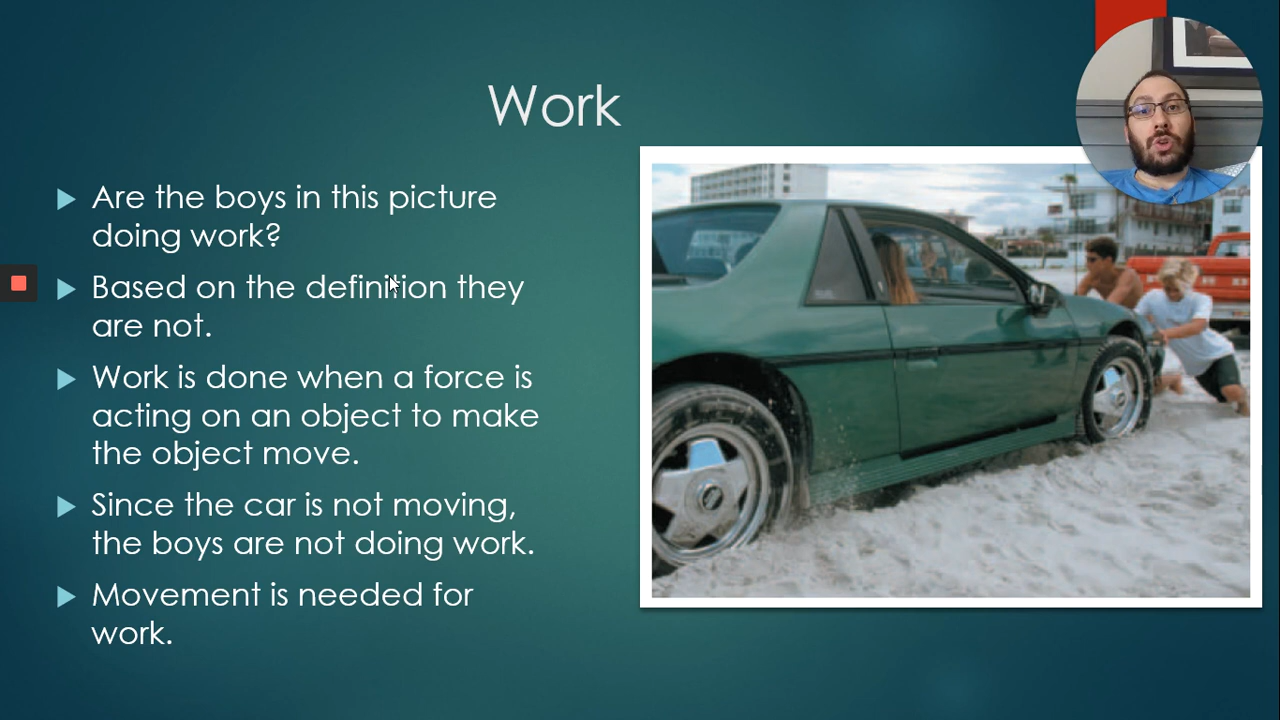 Work
Are the boys in this picture
doing work?
Based on the definition they
are not.
Work is done when a force is
acting on an object to make
the object move.
Since the car is not moving,
the boys are not doing work.
Movement is needed for
work.